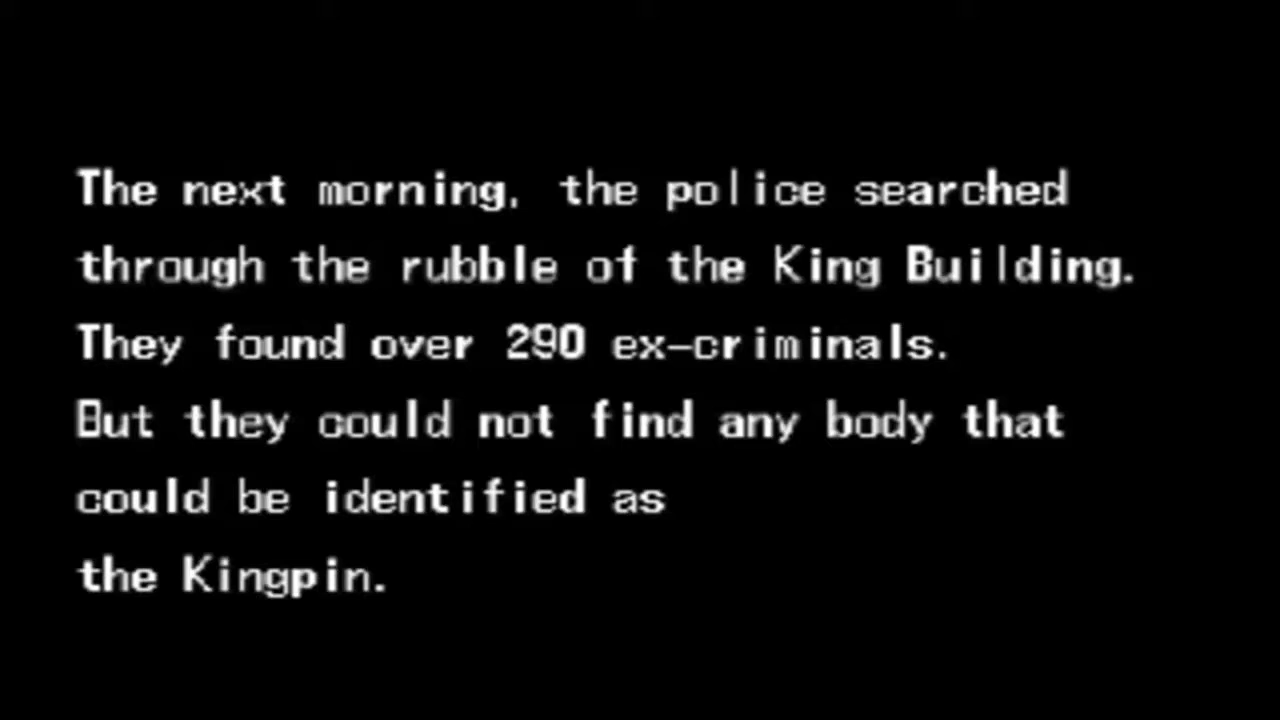 The next morning, the police searched
through the rubble of the King Building.
They found over 290 ex-criminals.
But they could not find any body that
could be identified as
the Kingpin.